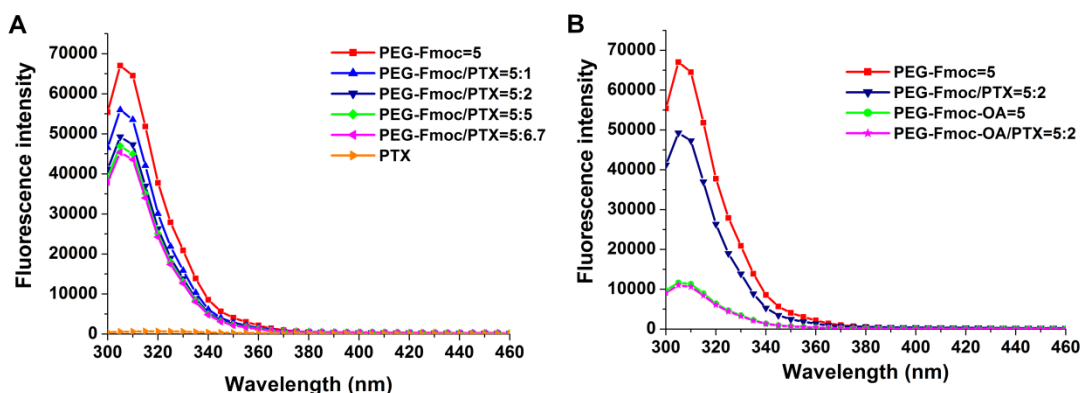 A
Fluorescence intensity
70000
60000
50000
40000
30000
20000
10000
0
300 320 340 360 380 400 420 440 460
Wavelength (nm)
PEG-Fmoc=5
PEG-Fmoc/PTX=5:1
PEG-Fmoc/PTX=5:2
PEG-Fmoc/PTX=5:5
PEG-Fmoc/PTX=5:6.7
PTX
B
Fluorescence intensity
70000
60000
50000
40000
30000
20000
10000
0
300 320 340 360 380 400 420 440 460
Wavelength (nm)
PEG-Fmoc=5
PEG-Fmoc/PTX=5:2
PEG-Fmoc-OA=5
PEG-Fmoc-OA/PTX=5:2